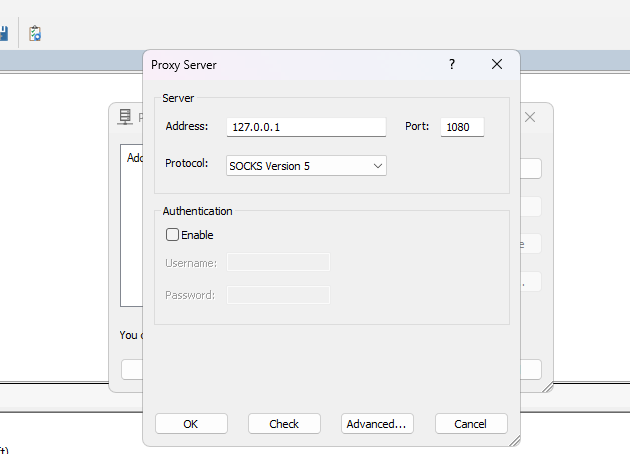 Proxy Server
?
Server
Address: 127.0.0.1 Port: 1080
Protocol: SOCKS Version 5
Authentication
Enable
Username:
Password:
You
OK Check Advanced... Cancel